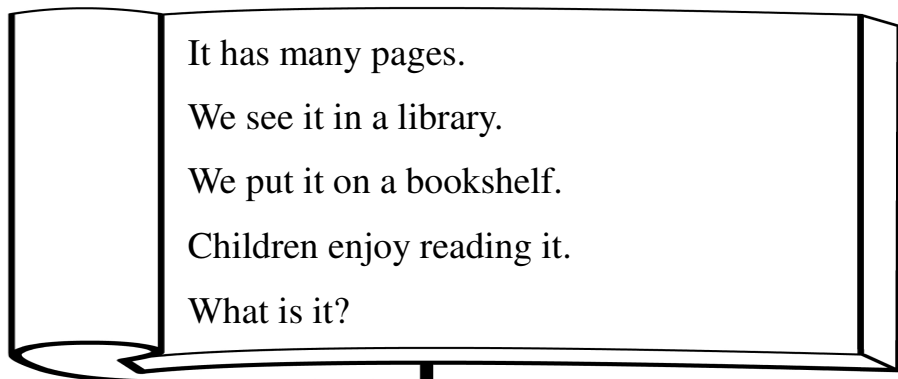 It has many pages.
We see it in a library.
We put it on a bookshelf.
Children enjoy reading it.
What is it?